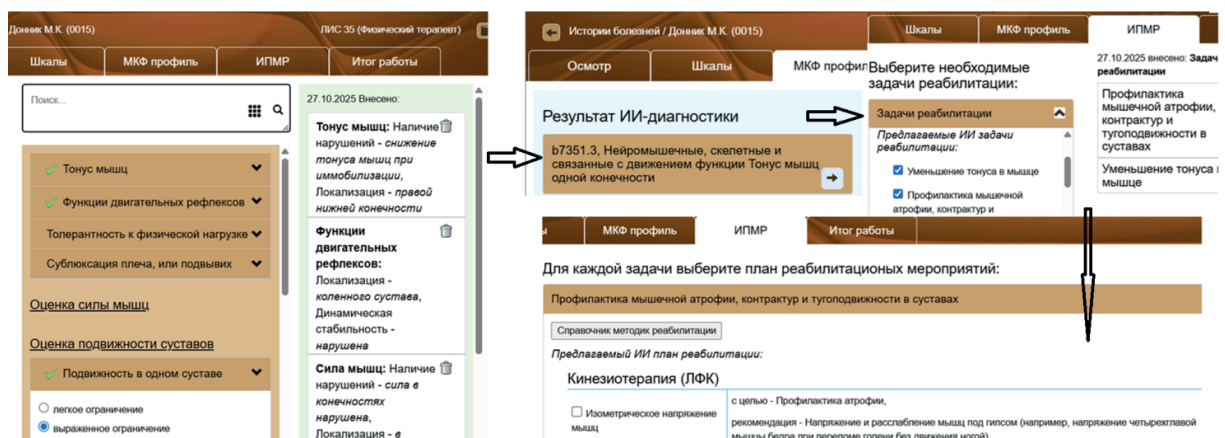 Донник М.К. (0015)
ЛИС 35 (Физический терапевт)
Шкалы
МКФ профиль
ИПМР
Итог работы
Поиск...
Тонус мышц
Функции двигательных рефлексов
Толерантность к физической нагрузке
Сублюксация плеча, или подвывих
Оценка силы мышц
Оценка подвижности суставов
Подвижность в одном суставе
легкое ограничение
выраженное ограничение
27.10.2025 Внесено:
Тонус мышц: Наличие
нарушений - снижение
тонуса мышц при
иммобилизации,
Локализация - правой
нижней конечности
Функции
двигательных
рефлексов:
Локализация -
коленного сустава,
Динамическая
стабильность -
нарушена
Сила мышц: Наличие
нарушений - сила в
конечностях
нарушена,
Локализация - в
Истории болезней / Донник М.К. (0015)
Осмотр
Шкалы
МКФ профил
Результат ИИ-диагностики
b7351.3, Нейромышечные, скелетные и
связанные с движением функции Тонус мышц
одной конечности
Шкалы
МКФ профиль
ИПМР
Выберите необходимые
задачи реабилитации:
Задачи реабилитации
Предлагаемые ИИ задачи
реабилитации:
Уменьшение тонуса в мышце
Профилактика мышечной
атрофии, контрактур и
27.10.2025 внесено: Задач
реабилитации
Профилактика
мышечной атрофии,
контрактур и
тугоподвижности в
суставах
Уменьшение тонуса
мышце
МКФ профиль
ИПМР
Итог работы
Для каждой задачи выберите план реабилитационых мероприятий:
Профилактика мышечной атрофии, контрактур и тугоподвижности в суставах
Справочник методик реабилитации
Предлагаемый ИИ план реабилитации:
Кинезиотерапия (ЛФК)
Изометрическое напряжение
мышц
с целью - Профилактика атрофии,
рекомендация - Напряжение и расслабление мышц под гипсом (например, напряжение четырехглавой
мышцы бедра при переломе голени без движения ногой)